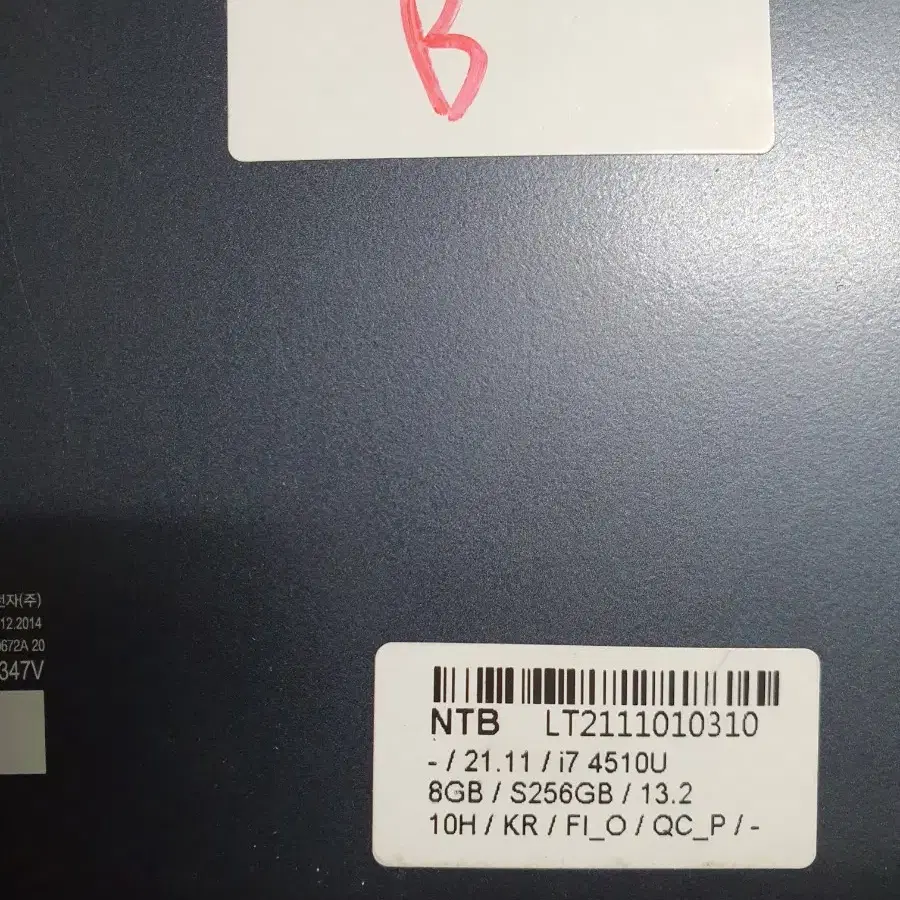 B
전자(주)
12.2014
0672A 20
347V
NTB LT2111010310
- / 21.11 / i7 4510U
8GB / S256GB / 13.2
10H / KR / FI_O / QC_P / -